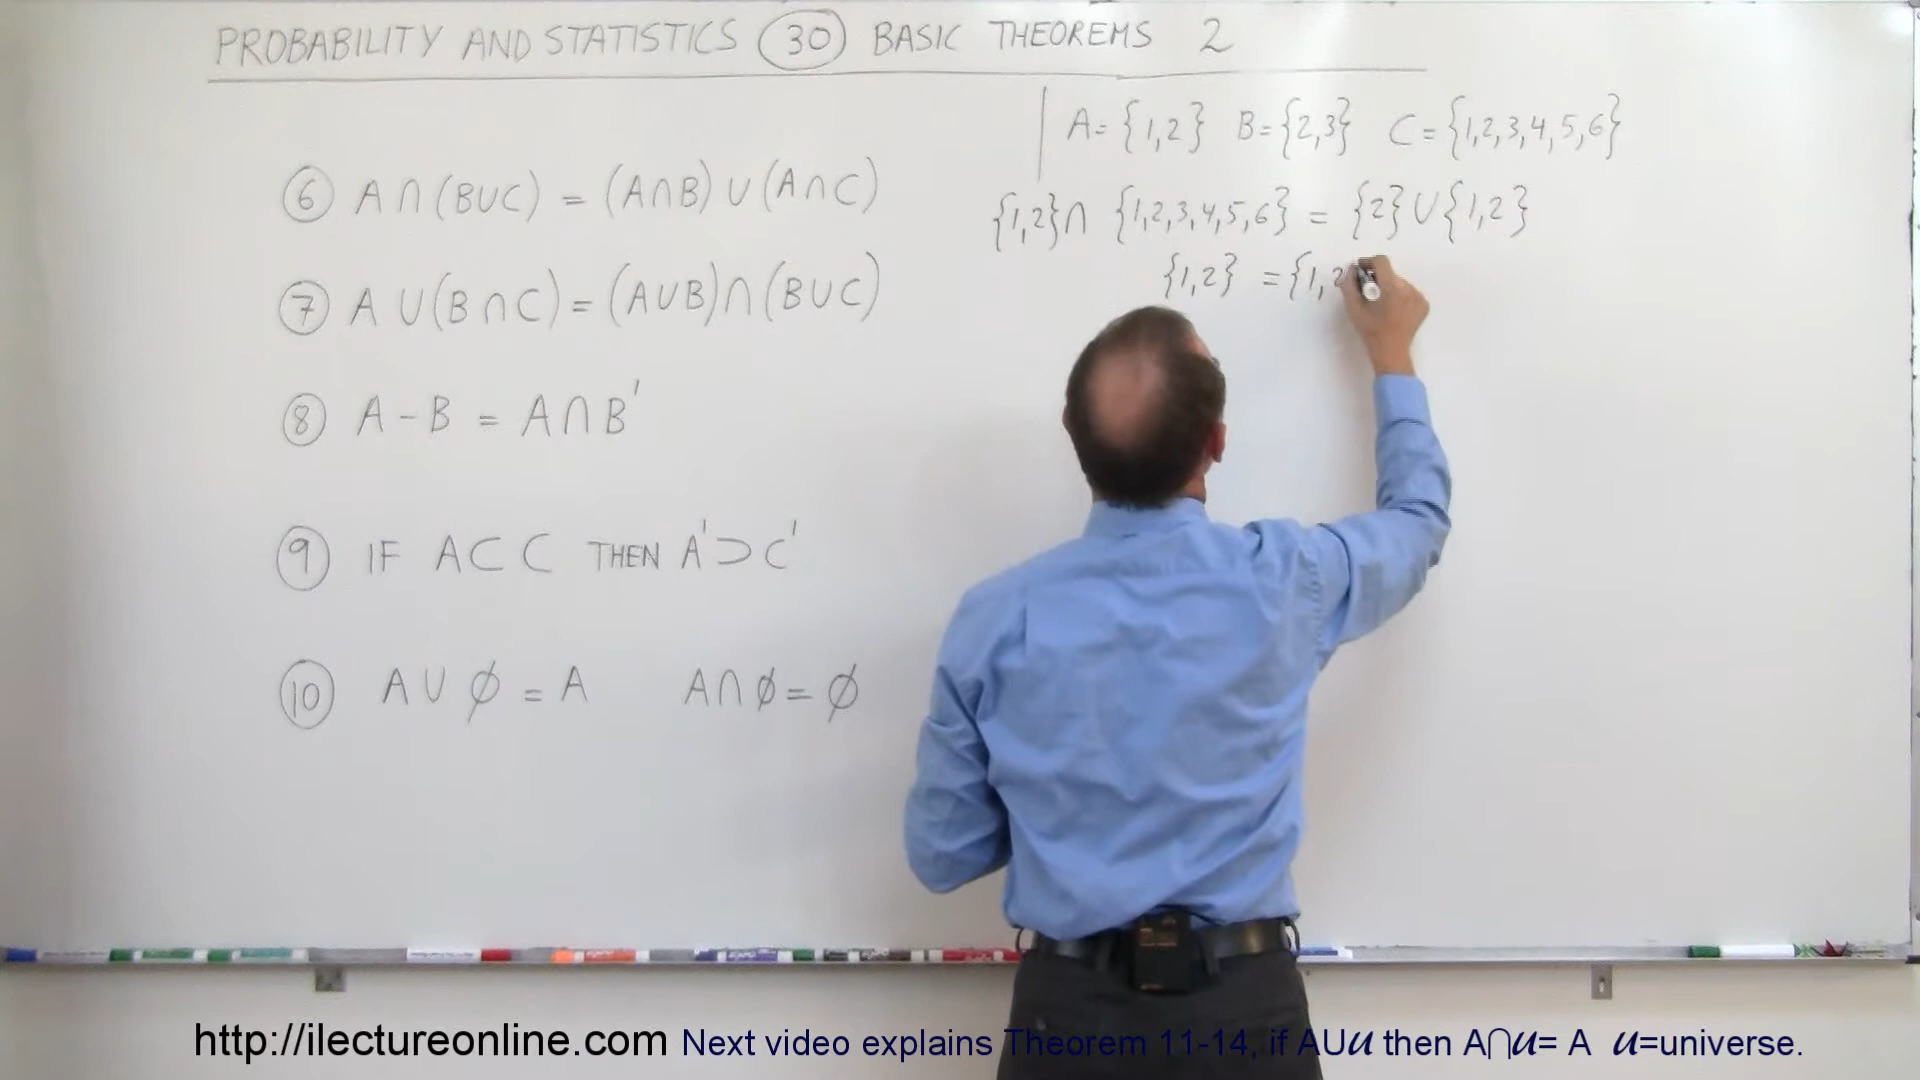 PROBABILITY AND STATISTICS 30 BASIC THEOREMS 2
A = {1,2} B = {2,3} C = {1,2,3,4,5,6}
6 A∩(B∪C) = (A∩B) ∪ (A∩C)
{1,2}∩ {1,2,3,4,5,6} = {2}∪{1,2}
{1,2} = {1,2
7 A ∪(B∩C) = (A∪B)∩(B∪C)
8 A - B = A∩B'
9 IF A⊂C THEN A'⊃C'
10 A∪∅ = A A∩∅ = ∅
http://ilectureonline.com Next video explains Theorem 11-14, if AU𝓊 then A∩𝓊= A 𝓊=universe.